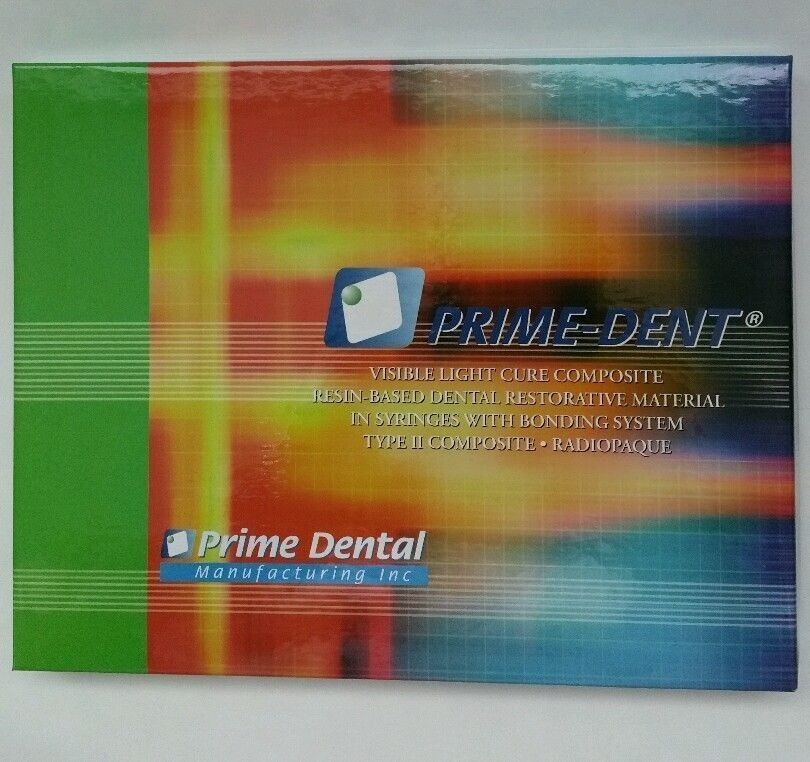 PRIME-DENT®
VISIBLE LIGHT CURE COMPOSITE
RESIN-BASED DENTAL RESTORATIVE MATERIAL
IN SYRINGES WITH BONDING SYSTEM
TYPE II COMPOSITE • RADIOPAQUE
Prime Dental
Manufacturing Inc